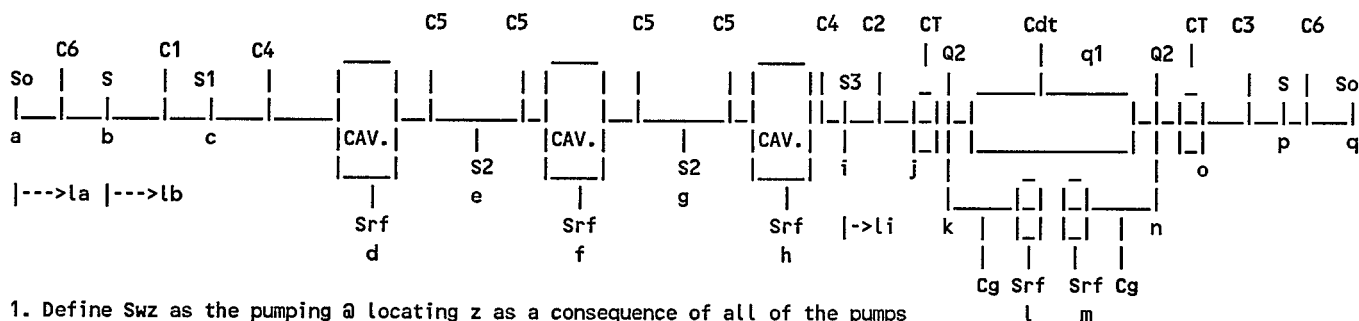 C5 C5 C5 C5 C4 C2 CT Cdt CT C3 C6
C6 C1 C4 Q2 q1 Q2
So S S1 S3 S So
a b c CAV. CAV. CAV. i j o p q
S2 S2
|--->la |--->lb e g
Srf Srf Srf |->li k n
d f h
Cg Srf Srf Cg
1. Define Swz as the pumping @ locating z as a consequence of all of the pumps l m